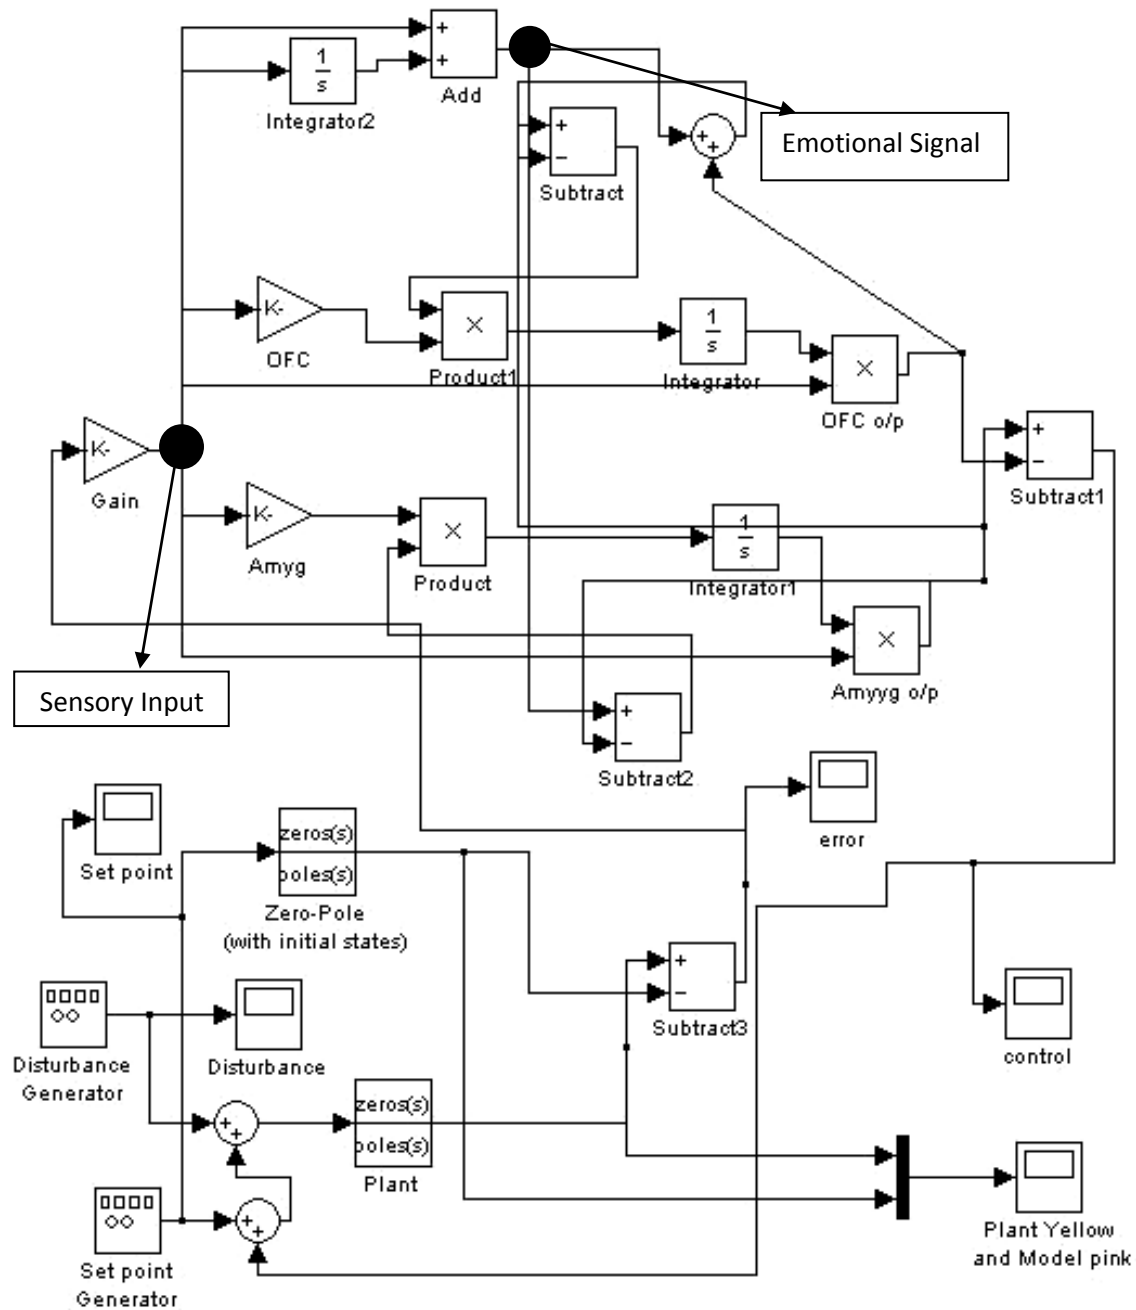 +
+
Add
1
s
Integrator2
+
−
Subtract
+
+
Emotional Signal
K-
OFC
×
Product1
1
s
Integrator
×
OFC o/p
+
−
Subtract1
K-
Gain
K-
Amyg
×
Product
1
s
Integrator1
×
Amyyg o/p
Sensory Input
+
−
Subtract2
error
Set point
zeros(s)
poles(s)
Zero-Pole
(with initial states)
+
−
Subtract3
control
Disturbance
Generator
Disturbance
+
+
zeros(s)
poles(s)
Plant
Set point
Generator
+
+
Plant Yellow
and Model pink